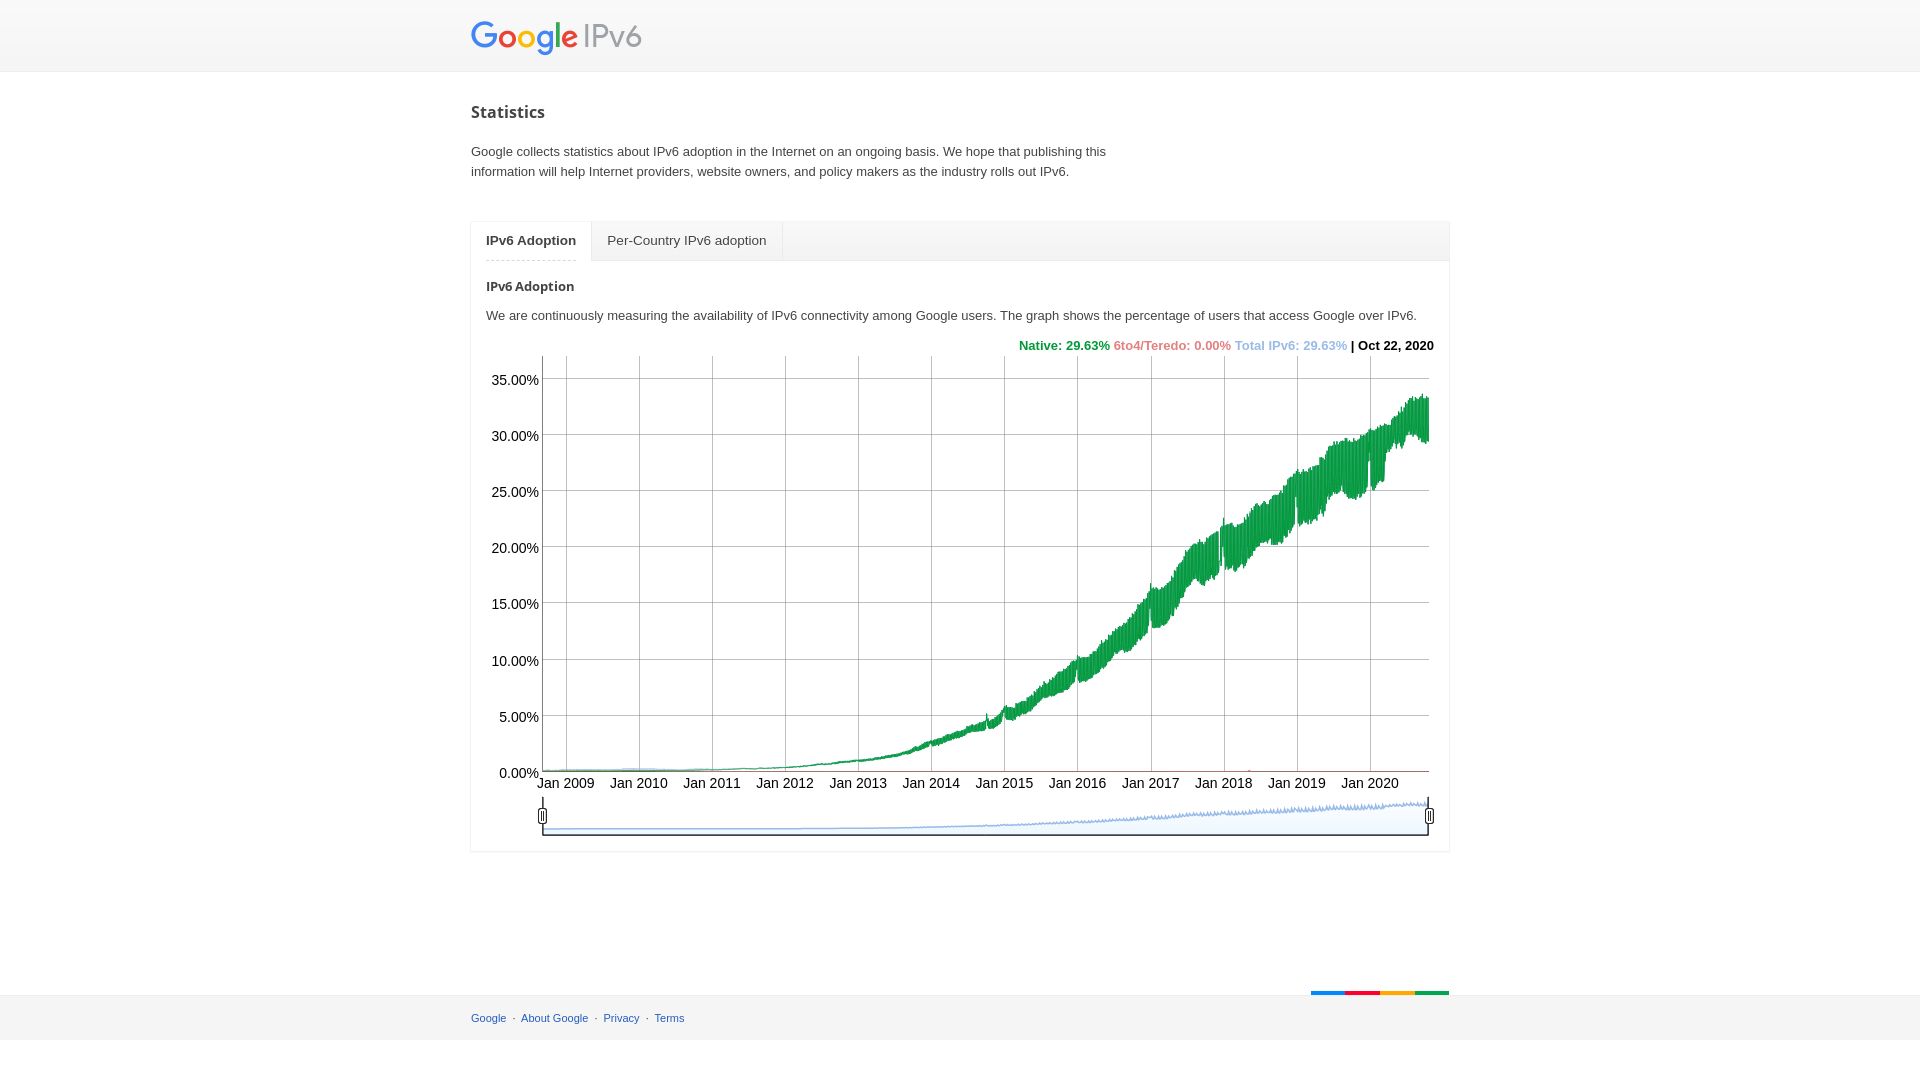 Google IPv6
Statistics
Google collects statistics about IPv6 adoption in the Internet on an ongoing basis. We hope that publishing this
information will help Internet providers, website owners, and policy makers as the industry rolls out IPv6.
IPv6 Adoption
Per-Country IPv6 adoption
IPv6 Adoption
We are continuously measuring the availability of IPv6 connectivity among Google users. The graph shows the percentage of users that access Google over IPv6.
Native: 29.63% 6to4/Teredo: 0.00% Total IPv6: 29.63% | Oct 22, 2020
35.00%
30.00%
25.00%
20.00%
15.00%
10.00%
5.00%
0.00%
Jan 2009 Jan 2010 Jan 2011 Jan 2012 Jan 2013 Jan 2014 Jan 2015 Jan 2016 Jan 2017 Jan 2018 Jan 2019 Jan 2020
Google · About Google · Privacy · Terms